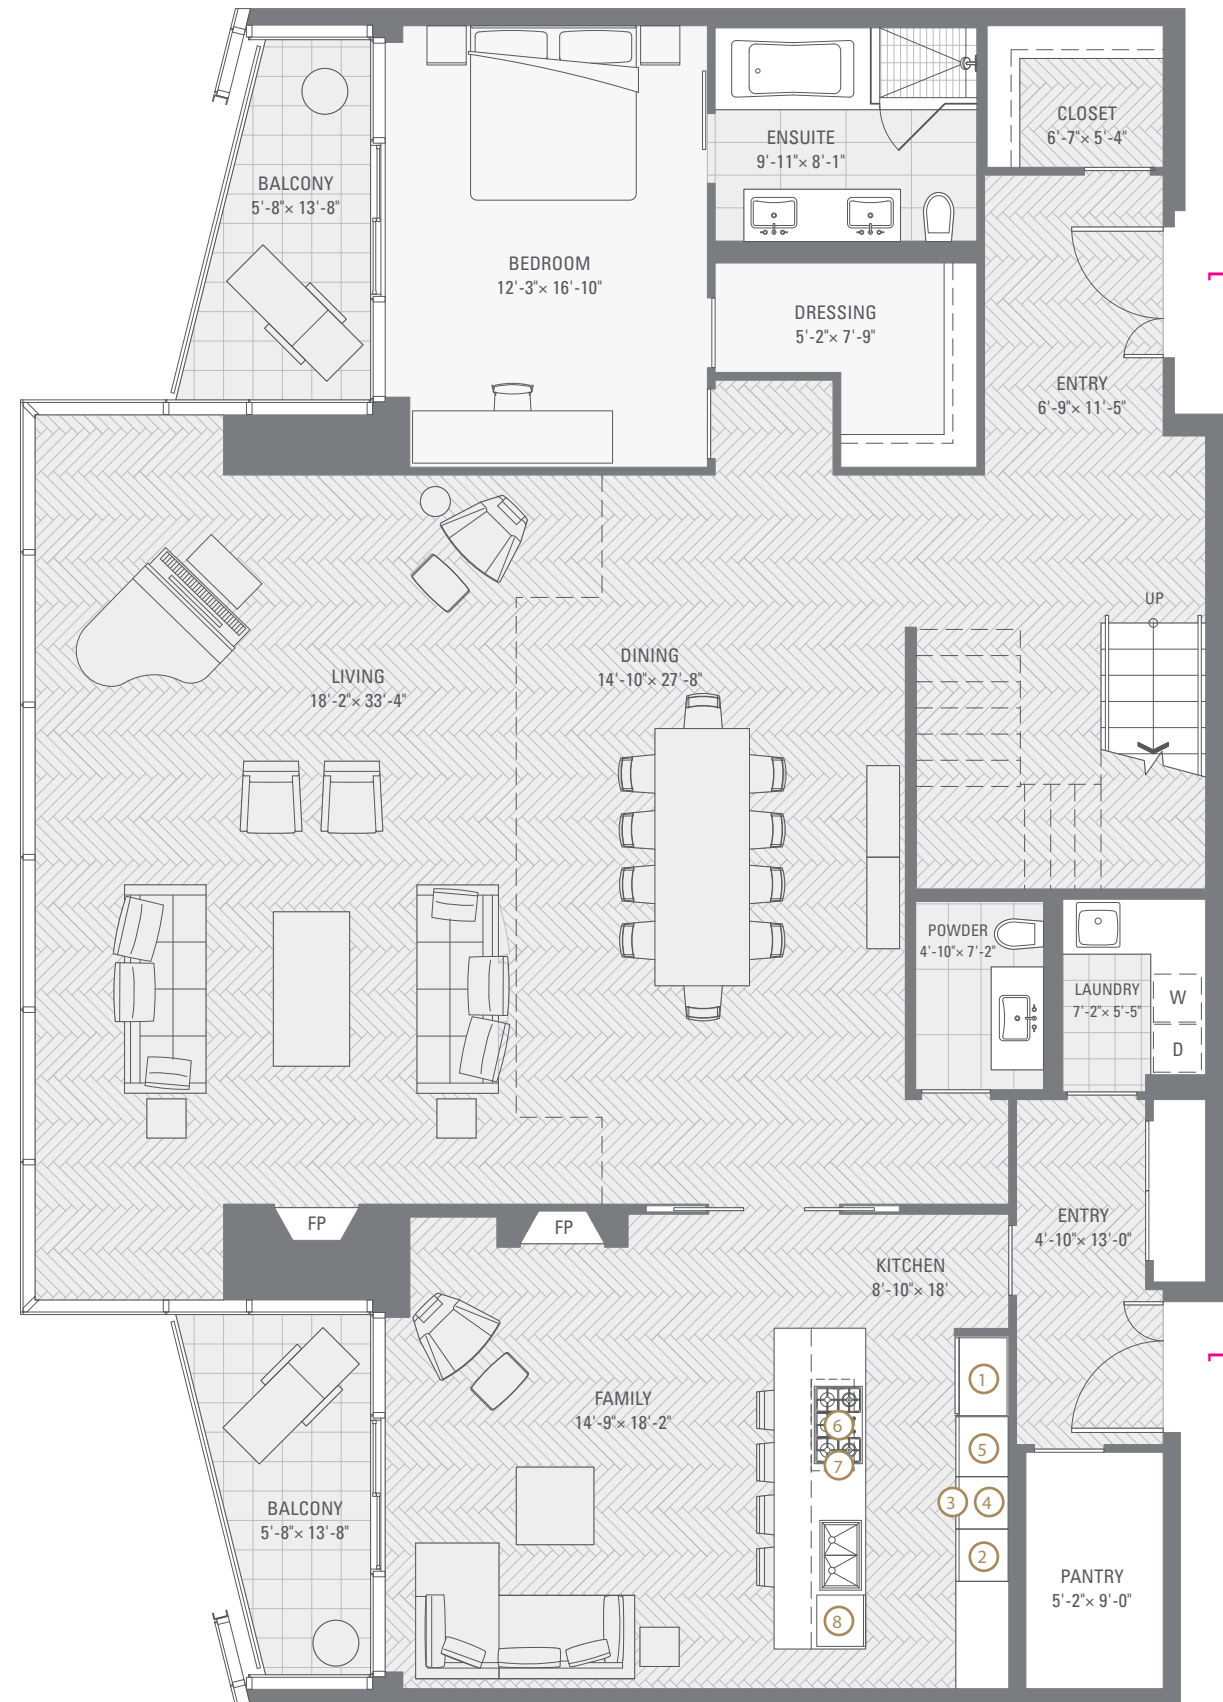 CLOSET
6'-7"× 5'-4"
ENSUITE
9'-11"× 8'-1"
BALCONY
5'-8"× 13'-8"
BEDROOM
12'-3"× 16'-10"
DRESSING
5'-2"× 7'-9"
ENTRY
6'-9"× 11'-5"
UP
DINING
14'-10"× 27'-8"
LIVING
18'-2"× 33'-4"
POWDER
4'-10"× 7'-2"
LAUNDRY
7'-2"× 5'-5"
W
D
FP
FP
ENTRY
4'-10"× 13'-0"
KITCHEN
8'-10"× 18'
FAMILY
14'-9"× 18'-2"
1
6
5
7
3
4
2
8
BALCONY
5'-8"× 13'-8"
PANTRY
5'-2"× 9'-0"